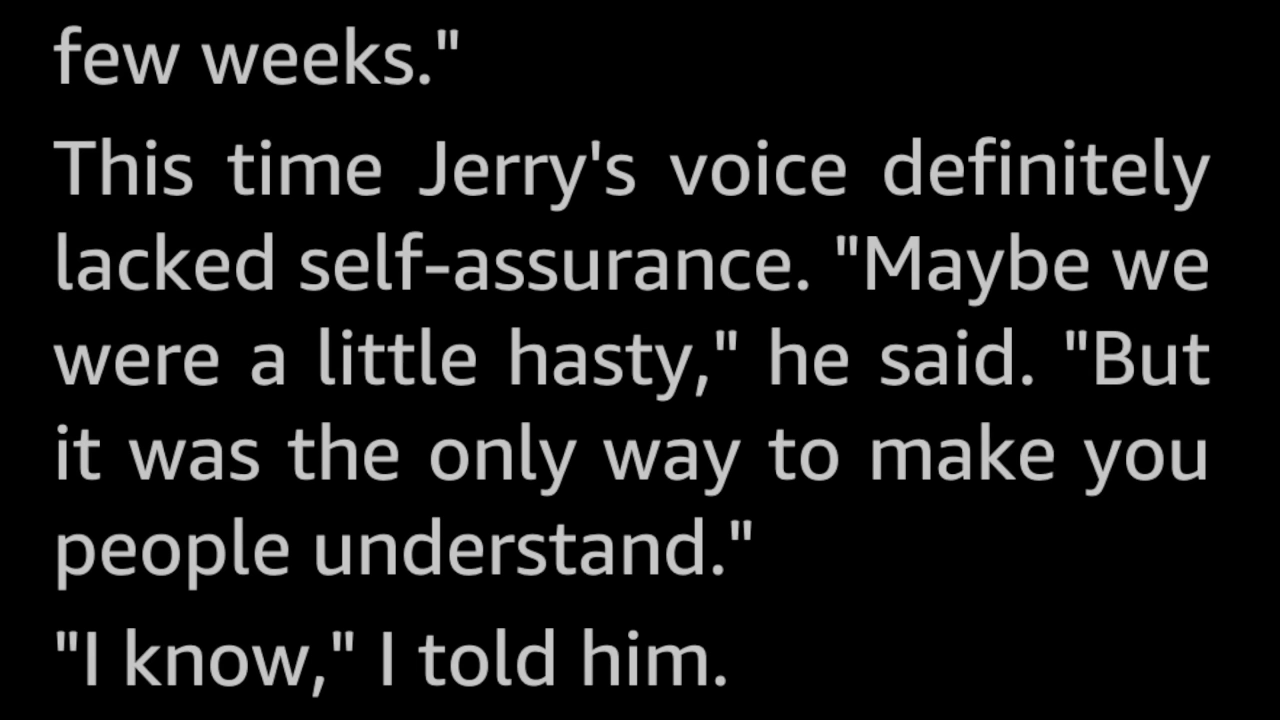 few weeks."
This time Jerry's voice definitely
lacked self-assurance. "Maybe we
were a little hasty," he said. "But
it was the only way to make you
people understand."
"I know," I told him.